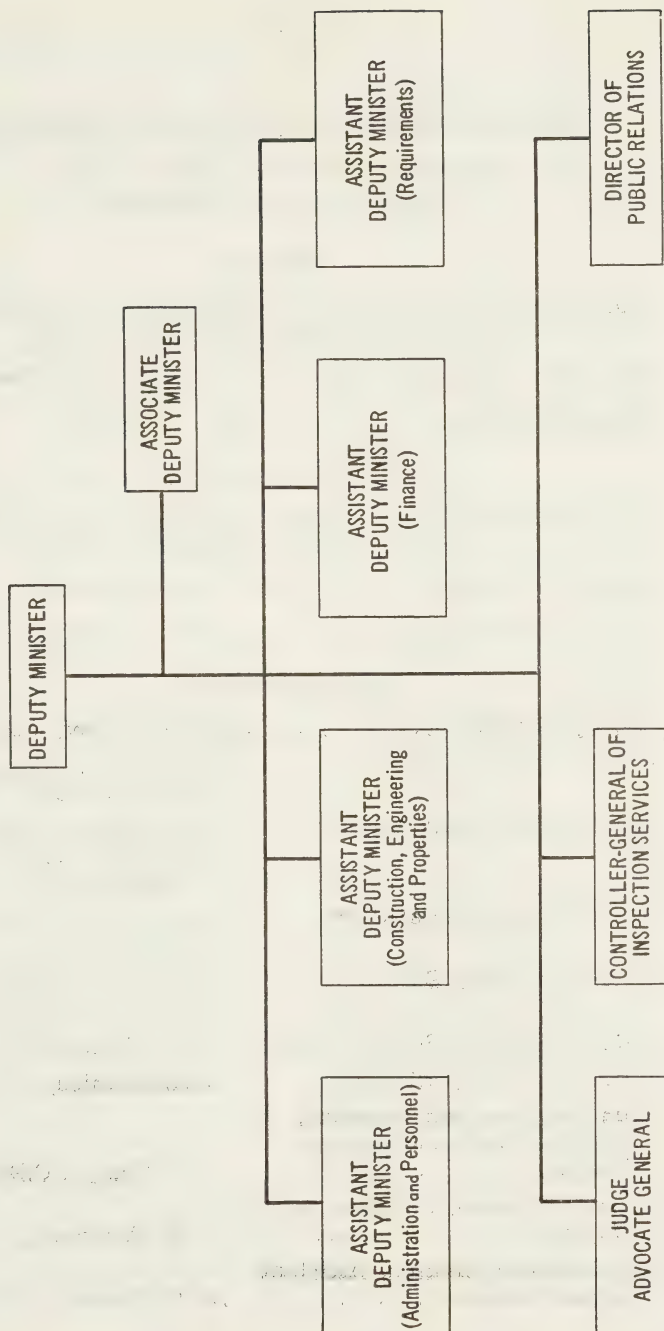 DEPUTY MINISTER
ASSOCIATE
DEPUTY MINISTER
ASSISTANT
DEPUTY MINISTER
(Administration and Personnel)
ASSISTANT
DEPUTY MINISTER
(Construction, Engineering
and Properties)
ASSISTANT
DEPUTY MINISTER
(Finance)
ASSISTANT
DEPUTY MINISTER
(Requirements)
JUDGE
ADVOCATE GENERAL
CONTROLLER-GENERAL OF
INSPECTION SERVICES
DIRECTOR OF
PUBLIC RELATIONS